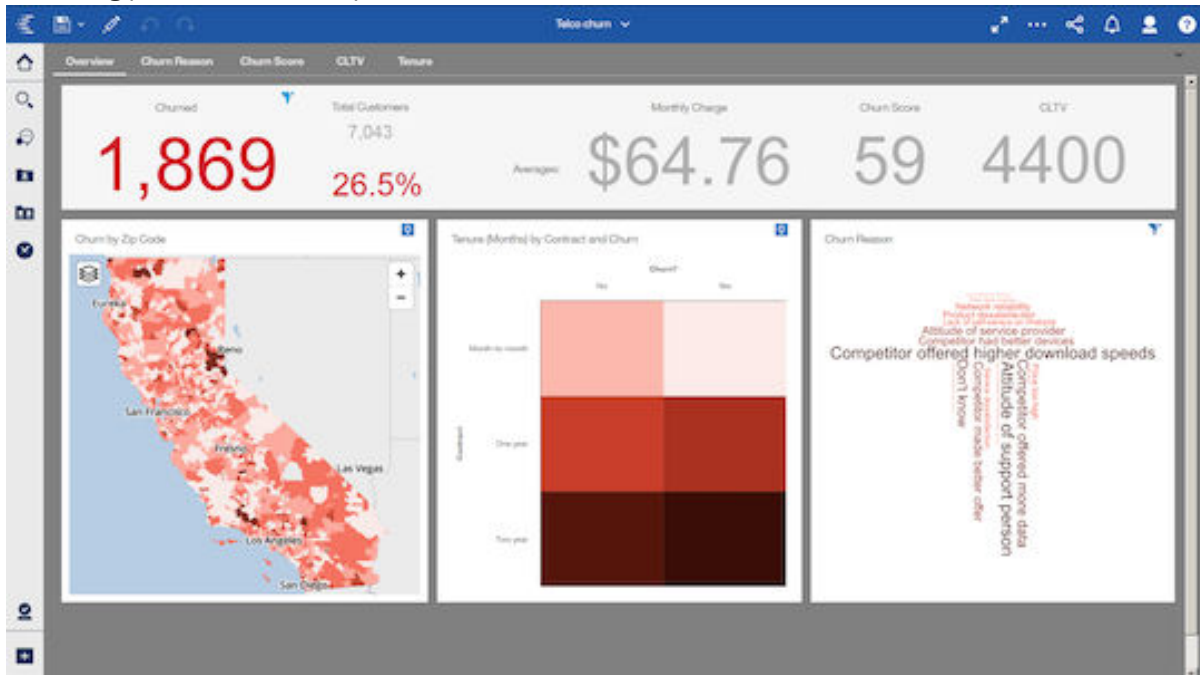 Telco churn
Overview Churn Reason Churn Score CLTV Tenure
Churned
1,869
Total Customers
7,043
26.5%
Averages:
Monthly Charge
$64.76
Churn Score
59
CLTV
4400
Churn by Zip Code
+
−
Eureka
Reno
San Francisco
Fresno
Las Vegas
Los Angeles
San Diego
Tenure (Months) by Contract and Churn
Churn?
No Yes
Contract
Month-to-month
One year
Two year
Churn Reason
Network reliability
Product dissatisfaction
Attitude of service provider
Competitor had better devices
Competitor offered higher download speeds
Don't know
Competitor made better offer
Attitude of support person
Competitor offered more data
Price too high